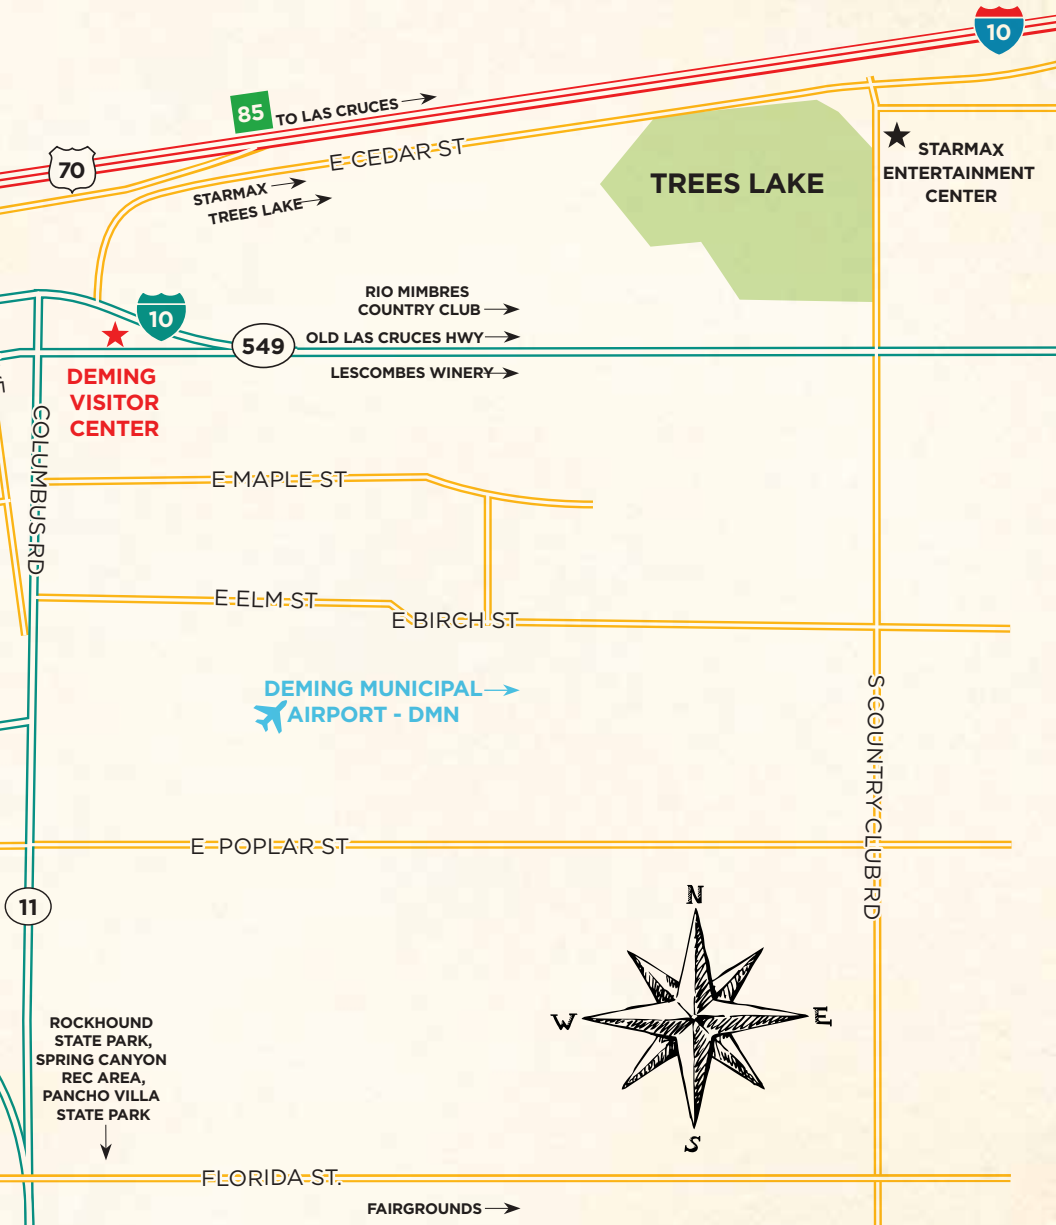 10
85
TO LAS CRUCES
70
E CEDAR ST
STARMAX
TREES LAKE
TREES LAKE
STARMAX
ENTERTAINMENT
CENTER
10
RIO MIMBRES
COUNTRY CLUB
549
OLD LAS CRUCES HWY
LESCOMBES WINERY
DEMING
VISITOR
CENTER
COLUMBUS RD
E MAPLE ST
E ELM ST
E BIRCH ST
DEMING MUNICIPAL
AIRPORT - DMN
S COUNTRY CLUB RD
E POPLAR ST
11
N
W
E
S
ROCKHOUND
STATE PARK,
SPRING CANYON
REC AREA,
PANCHO VILLA
STATE PARK
FLORIDA ST.
FAIRGROUNDS